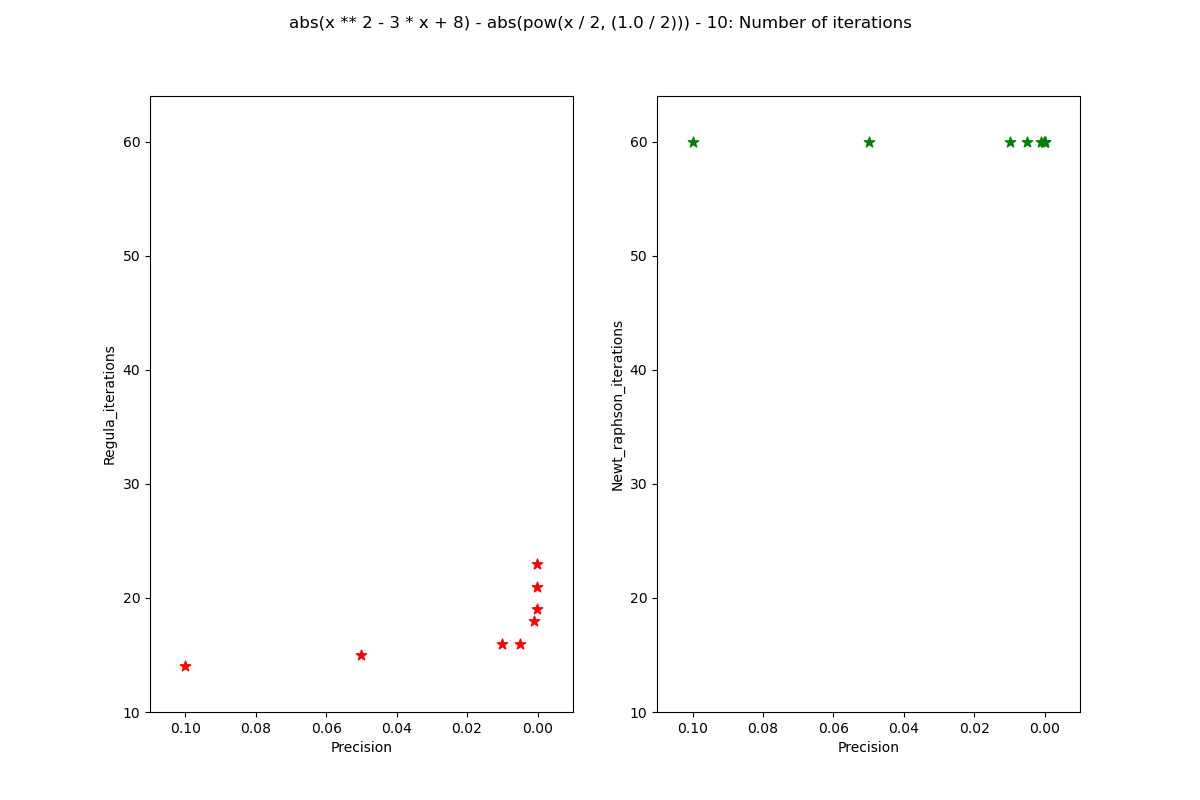 abs(x ** 2 - 3 * x + 8) - abs(pow(x / 2, (1.0 / 2))) - 10: Number of iterations
60
50
40
30
20
10
Regula_iterations
0.10 0.08 0.06 0.04 0.02 0.00
Precision
60
50
40
30
20
10
Newt_raphson_iterations
0.10 0.08 0.06 0.04 0.02 0.00
Precision